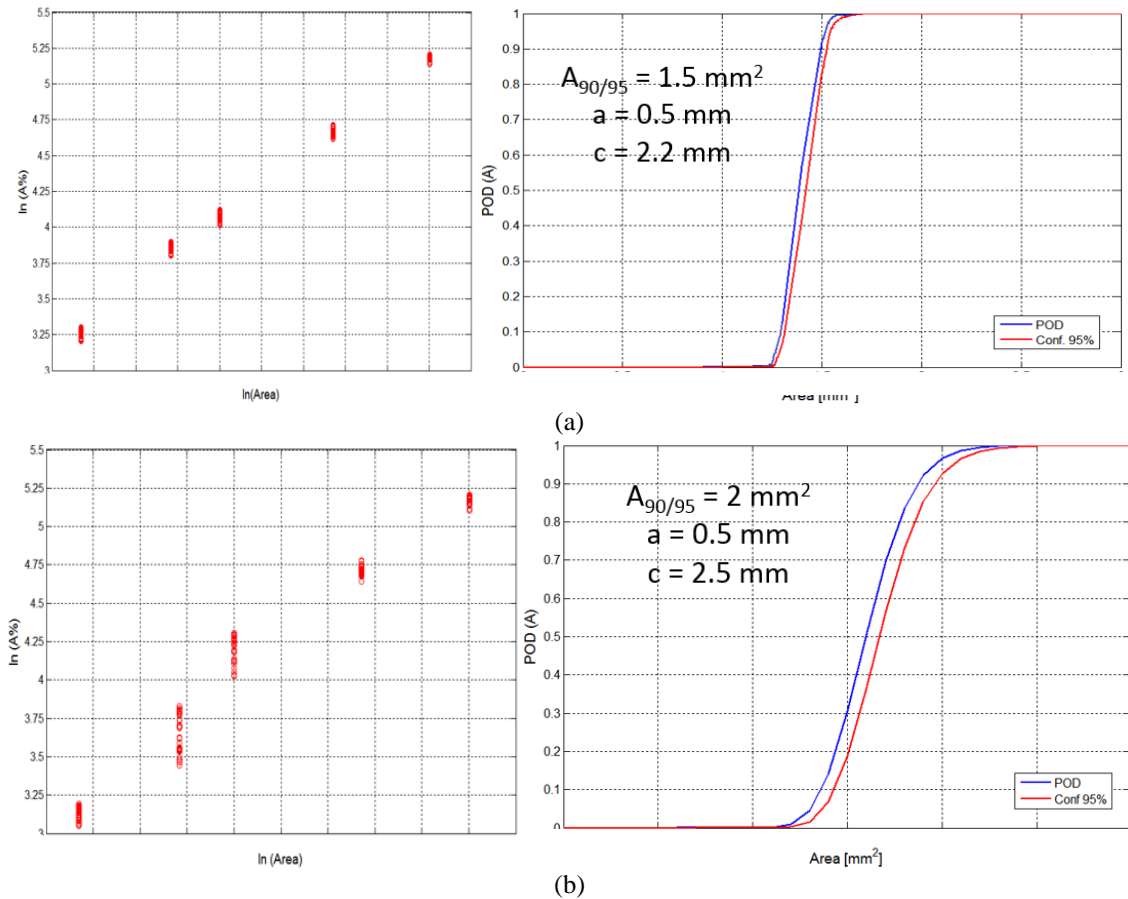 5.5
5.25
5
4.75
4.5
4.25
4
3.75
3.5
3.25
3
ln (A%)
ln(Area)
1
0.9
0.8
0.7
0.6
0.5
0.4
0.3
0.2
0.1
0
POD (A)
A90/95 = 1.5 mm2
a = 0.5 mm
c = 2.2 mm
POD
Conf. 95%
(a)
5.5
5.25
5
4.75
4.5
4.25
4
3.75
3.5
3.25
3
ln (A%)
ln (Area)
1
0.9
0.8
0.7
0.6
0.5
0.4
0.3
0.2
0.1
0
POD (A)
A90/95 = 2 mm2
a = 0.5 mm
c = 2.5 mm
POD
Conf 95%
Area [mm2]
(b)